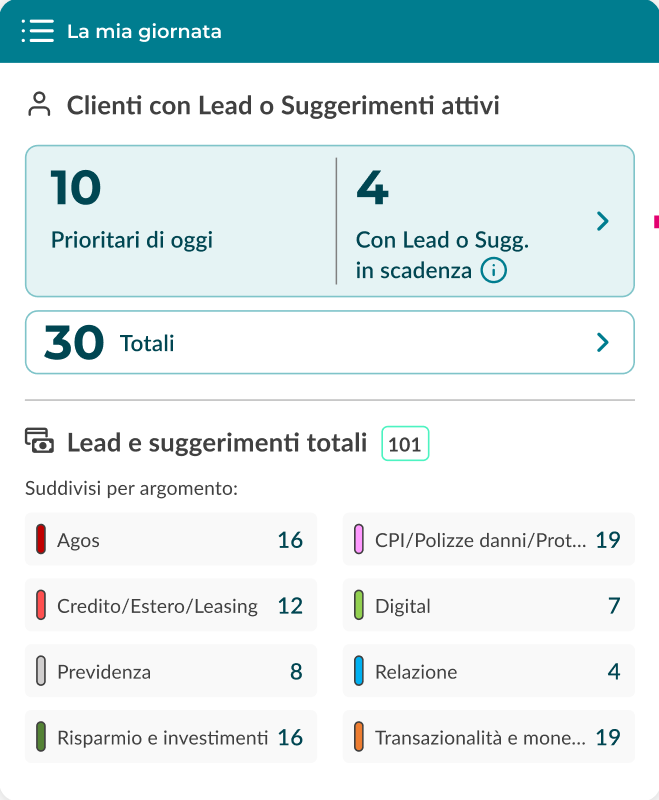 La mia giornata
Clienti con Lead o Suggerimenti attivi
10
Prioritari di oggi
4
Con Lead o Sugg.
in scadenza
30 Totali
Lead e suggerimenti totali 101
Suddivisi per argomento:
Agos 16
CPI/Polizze danni/Prot... 19
Credito/Estero/Leasing 12
Digital 7
Previdenza 8
Relazione 4
Risparmio e investimenti 16
Transazionalità e mone... 19